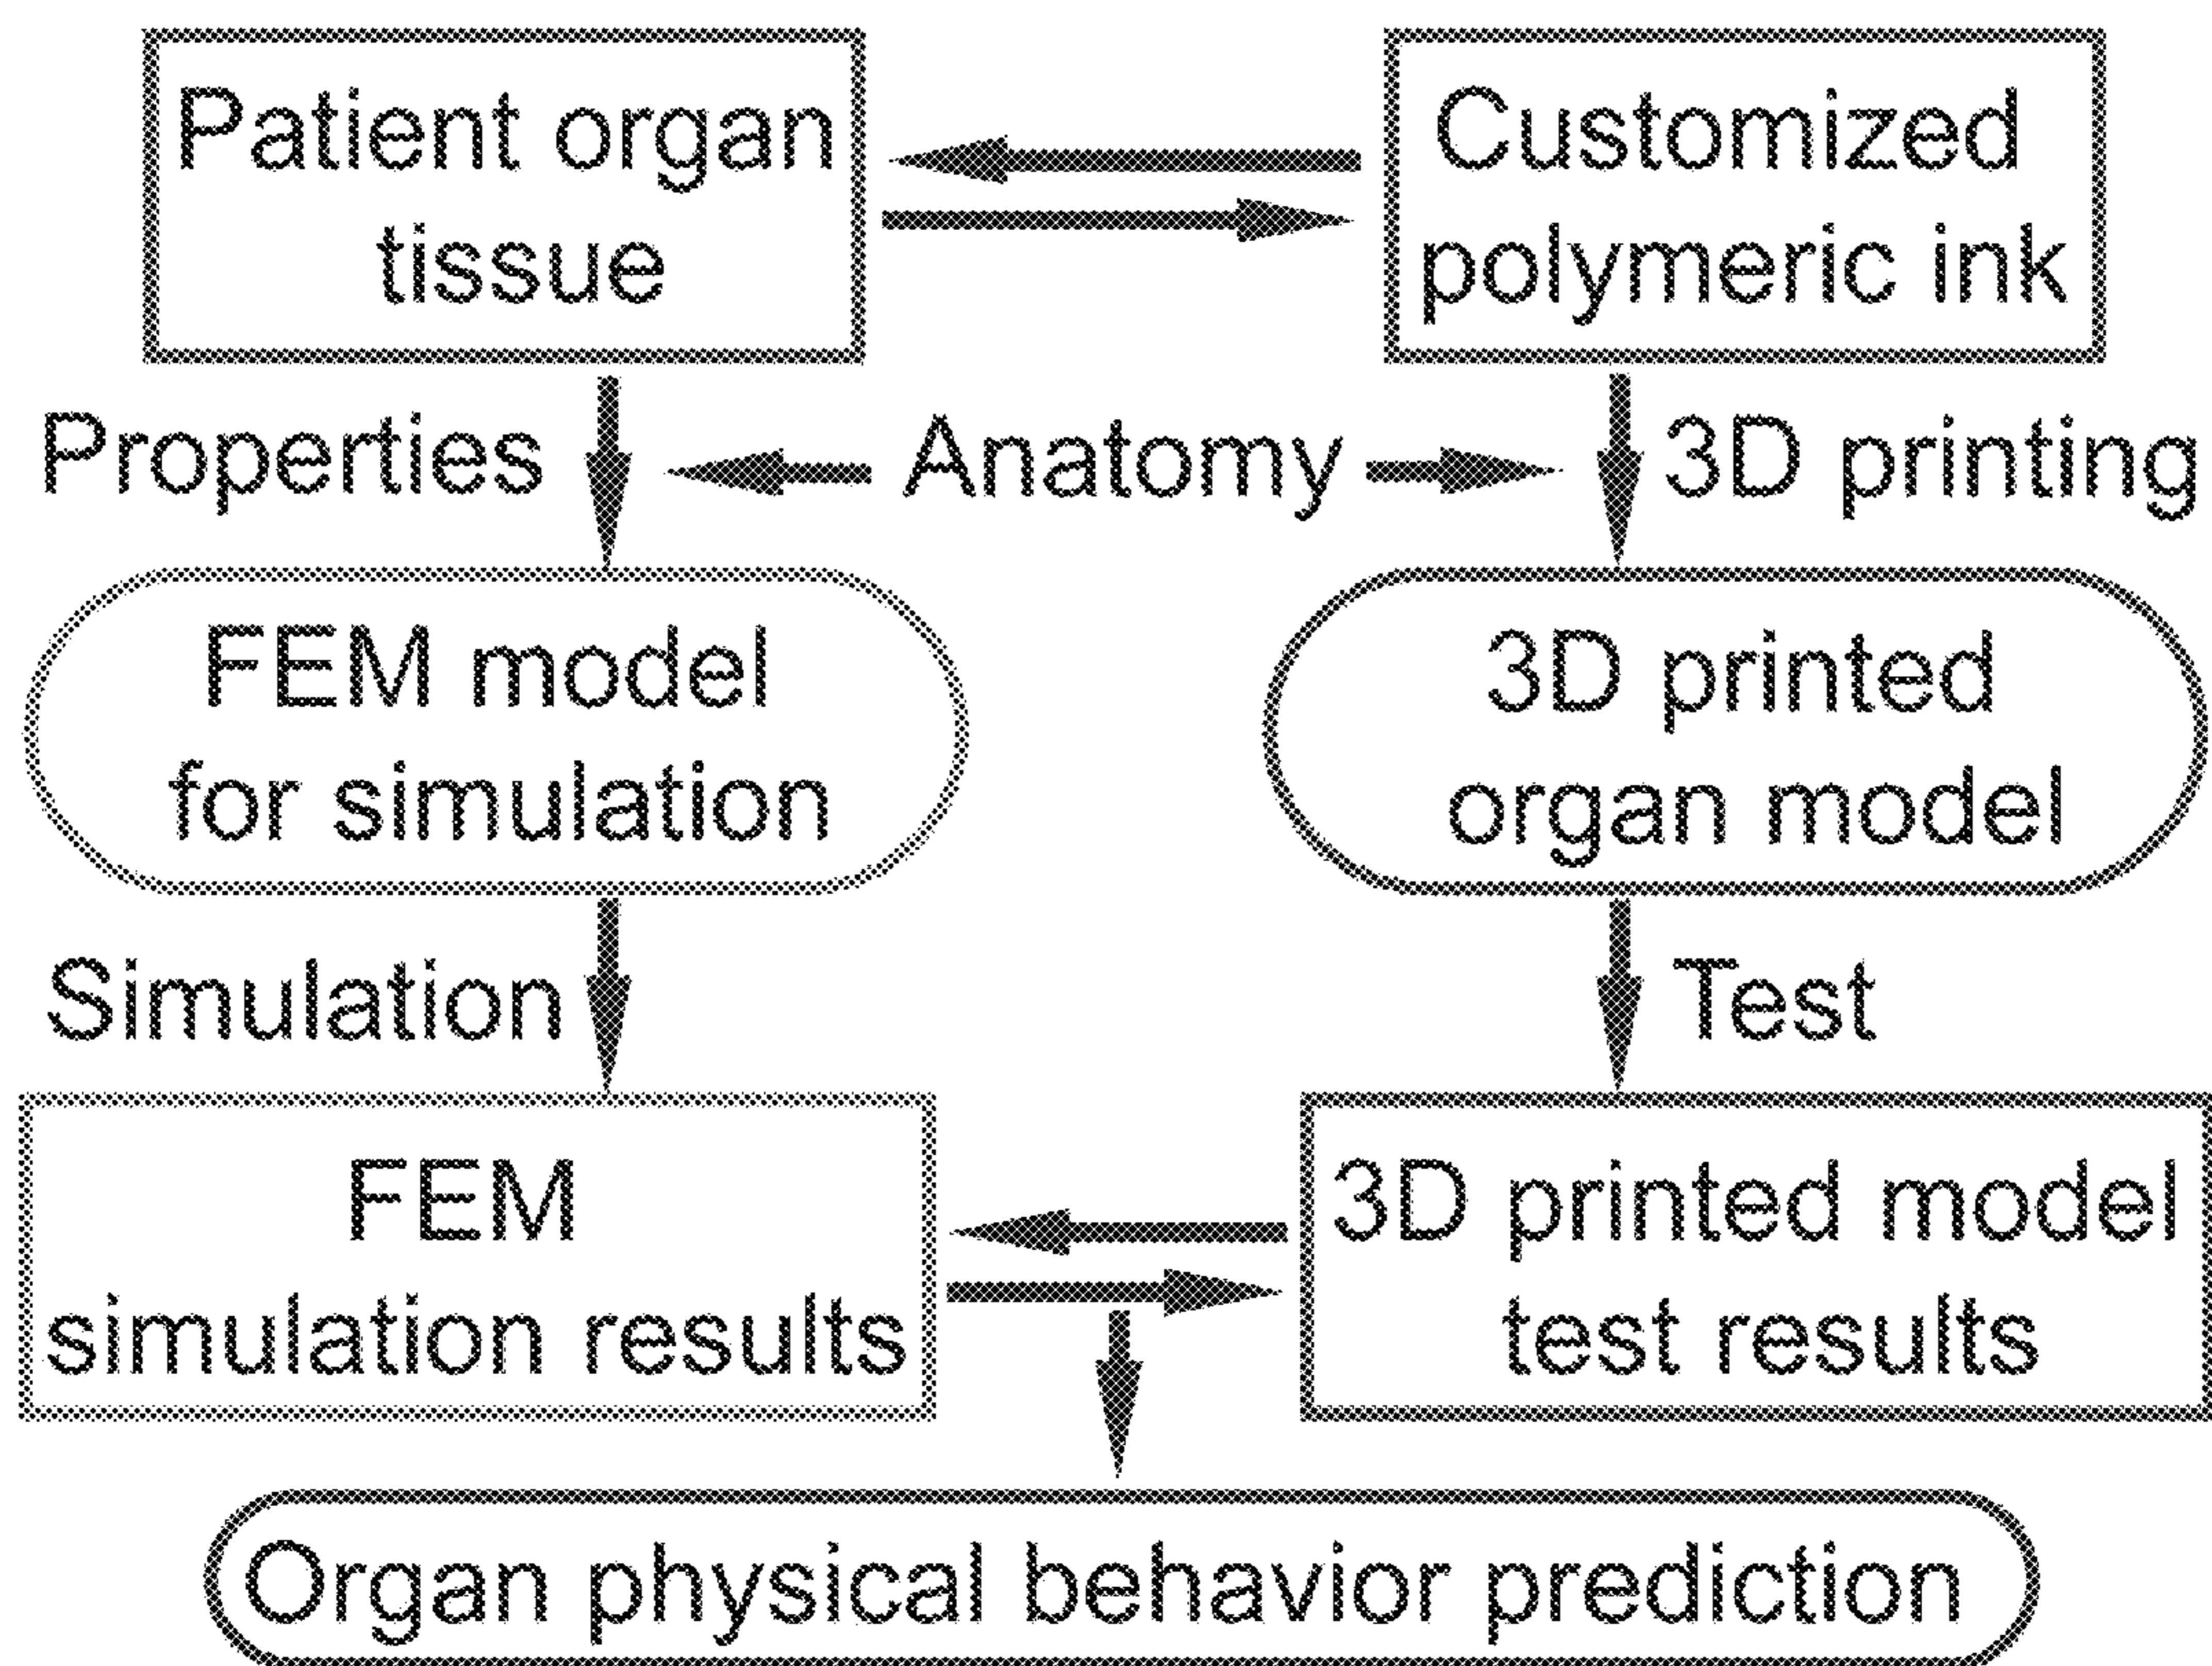 Patient organ
tissue
Customized
polymeric ink
Properties
Anatomy
3D printing
FEM model
for simulation
3D printed
organ model
Simulation
Test
FEM
simulation results
3D printed model
test results
Organ physical behavior prediction